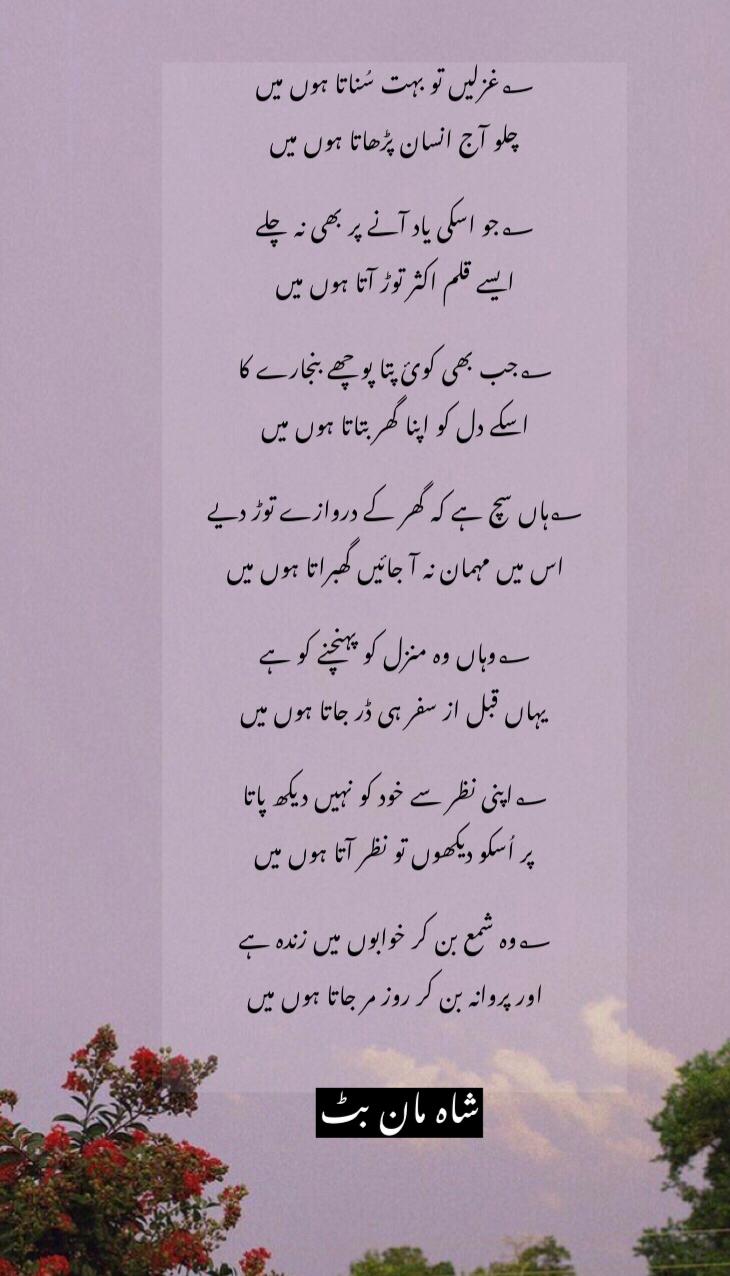 ؎ غزلیں تو بہت سُناتا ہوں میں
چلو آج انسان پڑھاتا ہوں میں
؎ جو اسکی یاد آنے پر بھی نہ چلے
ایسے قلم اکثر توڑ آتا ہوں میں
؎ جب بھی کوئ پتا پوچھے بنجارے کا
اسکے دل کو اپنا گھر بتاتا ہوں میں
؎ ہاں سچ ہے کہ گھر کے دروازے توڑ دیے
اس میں مہمان نہ آ جائیں گھبراتا ہوں میں
؎ وہاں وہ منزل کو پہنچنے کو ہے
یہاں قبل از سفر ہی ڈر جاتا ہوں میں
؎ اپنی نظر سے خود کو نہیں دیکھ پاتا
پر اُسکو دیکھوں تو نظر آتا ہوں میں
؎ وہ شمع بن کر خوابوں میں زندہ ہے
اور پروانہ بن کر روز مر جاتا ہوں میں
شاہ مان بٹ